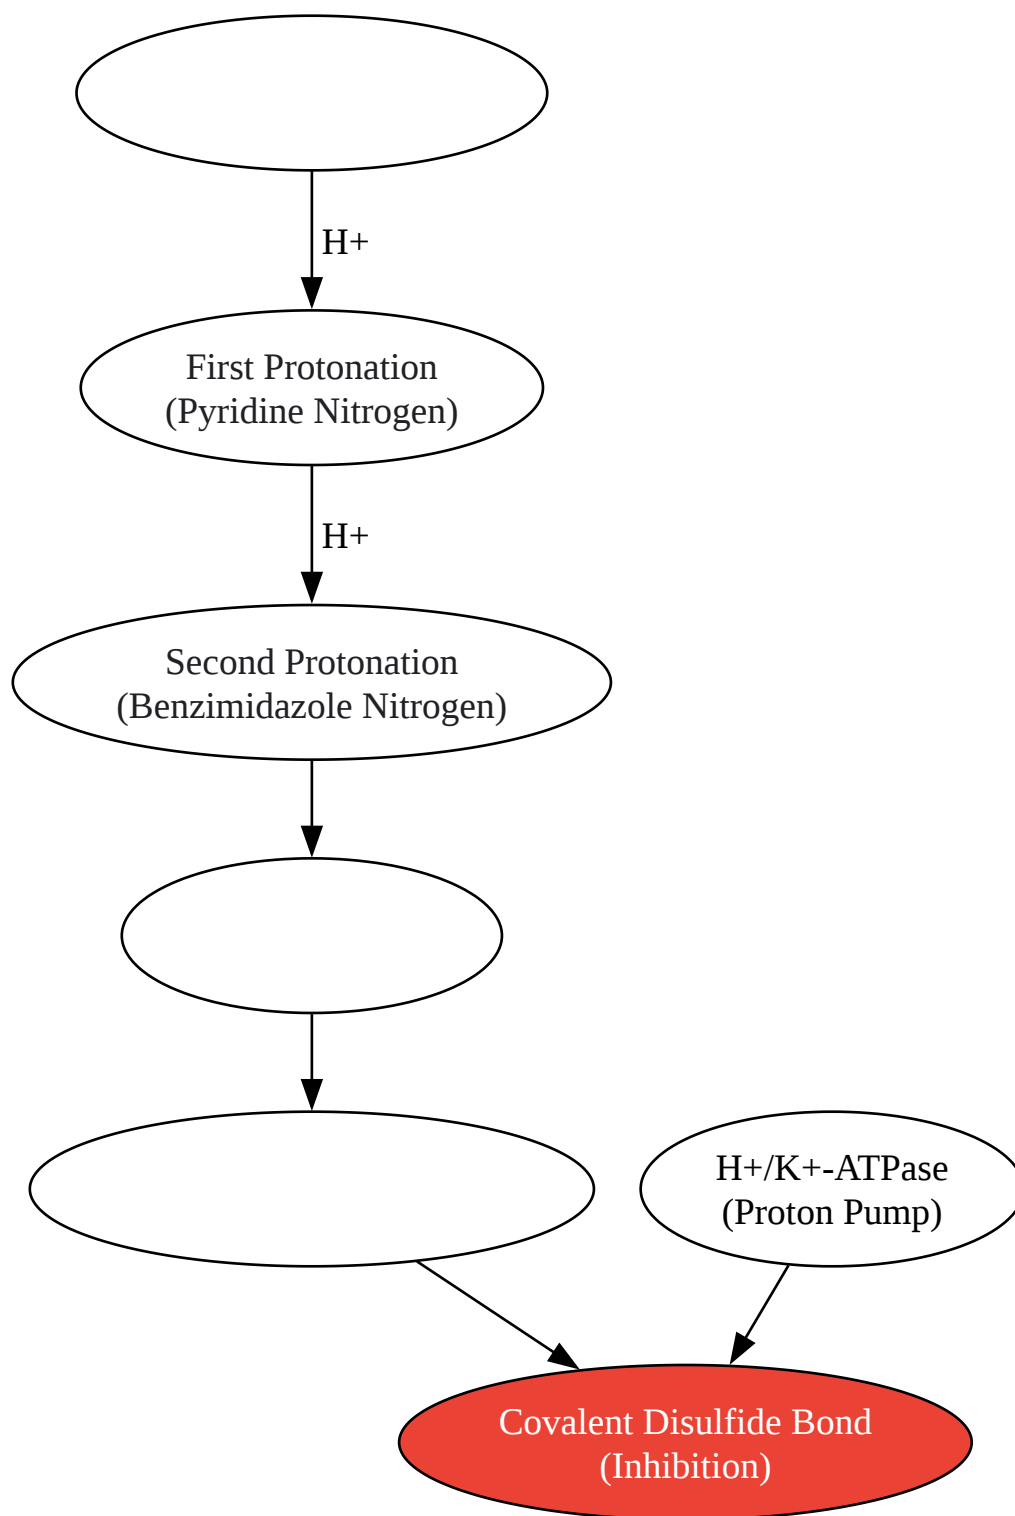 H+
First Protonation
(Pyridine Nitrogen)
H+
Second Protonation
(Benzimidazole Nitrogen)
H+/K+-ATPase
(Proton Pump)
Covalent Disulfide Bond
(Inhibition)